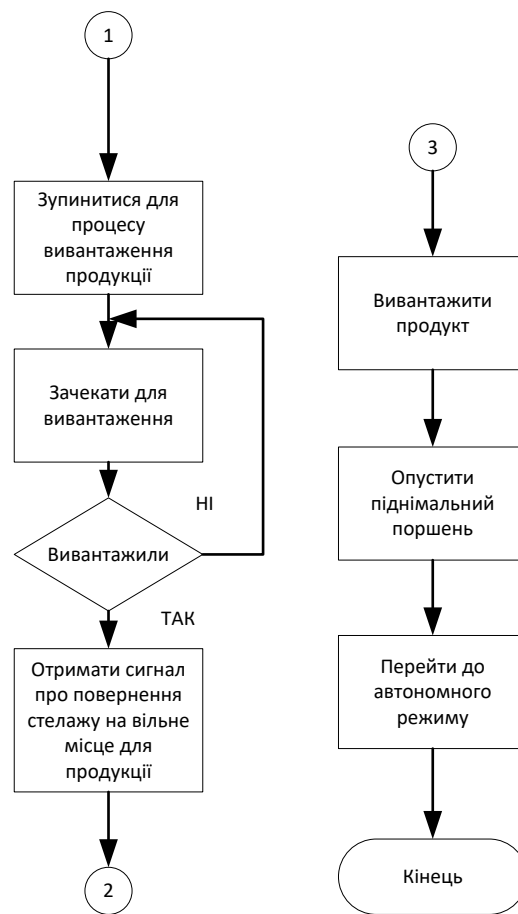 1
Зупинитися для
процесу
вивантаження
продукції
Зачекати для
вивантаження
НІ
Вивантажили
ТАК
Отримати сигнал
про повернення
стелажу на вільне
місце для
продукції
2
3
Вивантажити
продукт
Опустити
піднімальний
поршень
Перейти до
автономного
режиму
Кінець